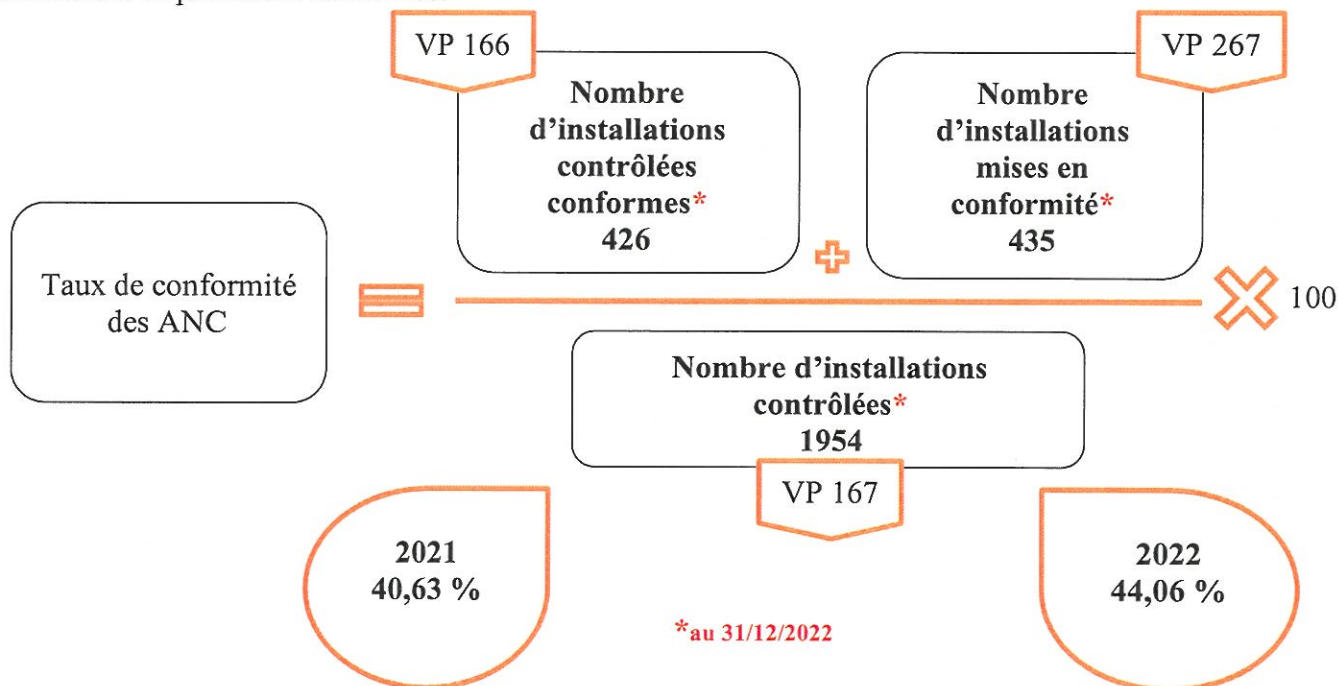 VP 166
VP 267
Nombre
d'installations
contrôlées
conformes*
426
Nombre
d'installations
mises en
conformité*
435
Taux de conformité
des ANC
100
Nombre d'installations
contrôlées*
1954
VP 167
2021
40,63 %
2022
44,06 %
*au 31/12/2022